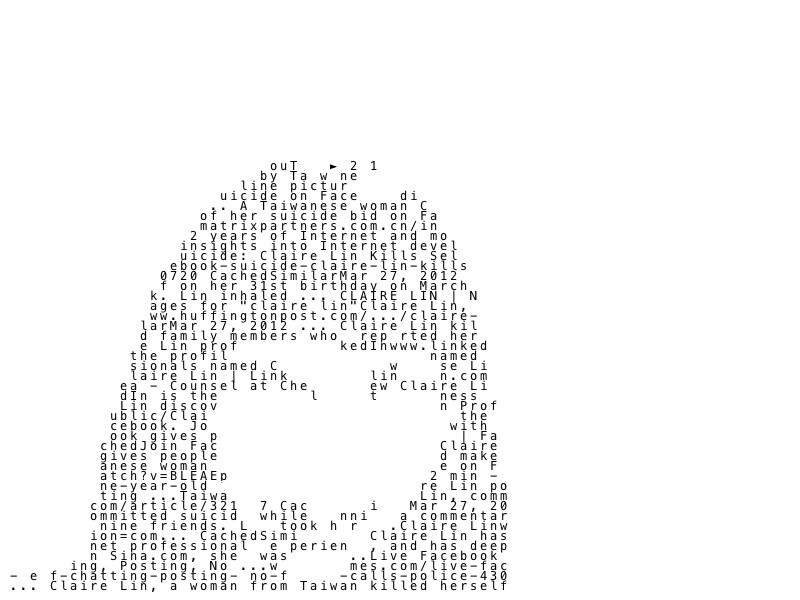 ouT ► 2 1
by Ta w ne
line pictur
uicide on Face di
.. A Taiwanese woman C
of her suicide bid on Fa
matrixpartners.com.cn/in
2 years of Internet and mo
insights into Internet devel
uicide: Claire Lin Kills Sel
ebook-suicide-claire-lin-kills
0720 CachedSimilarMar 27, 2012
f on her 31st birthday on March
k. Lin inhaled ... CLAIRE LIN | N
ages for "claire lin"Claire Lin,
ww.huffingtonpost.com/.../claire-
larMar 27, 2012 ... Claire Lin kil
d family members who rep rted her
e Lin prof kedInwww.linked
the profil named
sionals named C w se Li
laire Lin | Link lin n.com
ea - Counsel at Che ew Claire Li
dIn is the l t ness
Lin discov n Prof
ublic/Clai the
cebook. Jo with
ook gives p | Fa
chedJoin Fac Claire
gives people d make
anese woman e on F
atch?v=BLEAEp 2 min -
ne-year-old re Lin po
ting ...Taiwa Lin, comm
com/article/321 7 Cac i Mar 27, 20
ommitted suicid while nni a commentar
nine friends. L took h r .Claire Linw
ion=com... CachedSimi Claire Lin has
net professional e perien , and has deep
n Sina.com, she was ..Live Facebook
ing, Posting, No ...w mes.com/live-fac
- e f-chatting-posting- no-f -calls-police-430
... Claire Lin, a woman from Taiwan killed herself